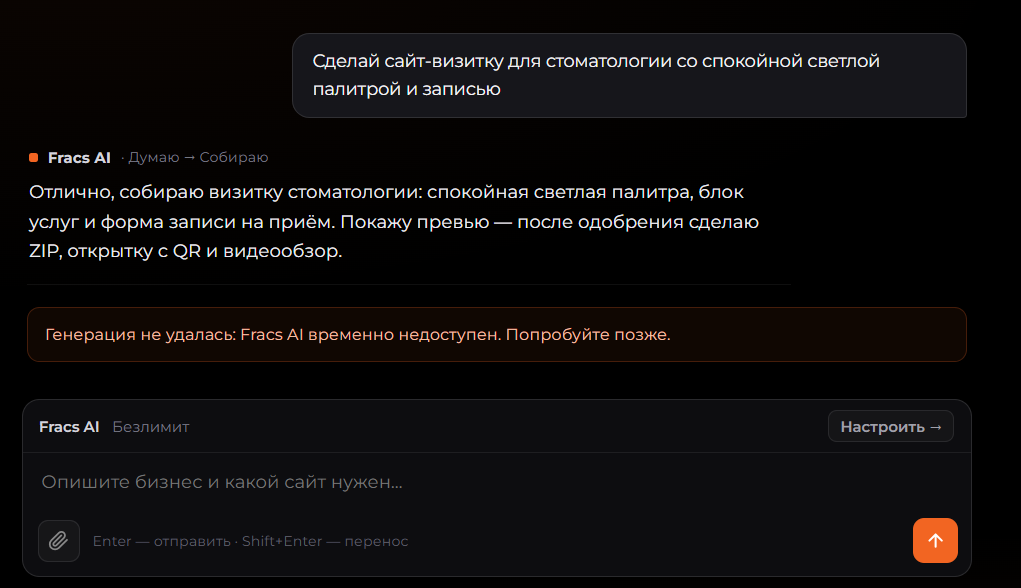 Сделай сайт-визитку для стоматологии со спокойной светлой
палитрой и записью
Fracs AI · Думаю → Собираю
Отлично, собираю визитку стоматологии: спокойная светлая палитра, блок
услуг и форма записи на приём. Покажу превью — после одобрения сделаю
ZIP, открытку с QR и видеообзор.
Генерация не удалась: Fracs AI временно недоступен. Попробуйте позже.
Fracs AI Безлимит
Настроить →
Опишите бизнес и какой сайт нужен...
Enter — отправить · Shift+Enter — перенос